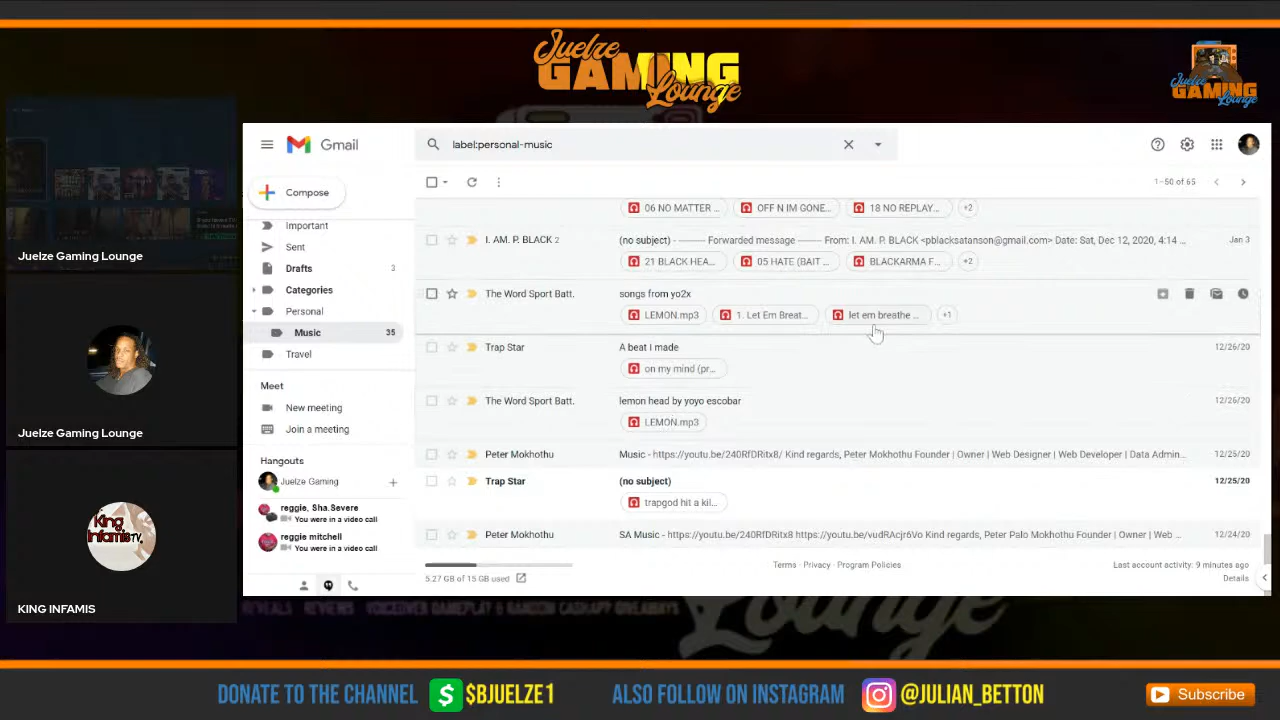 Juelze
GAMING
Lounge
Juelze
GAMING
Lounge
Juelze Gaming Lounge
Juelze Gaming Lounge
King
Infamis TV
KING INFAMIS
Gmail
label:personal-music
Compose
1–50 of 65
Important
Sent
Drafts 3
Categories
Personal
Music 35
Travel
Meet
New meeting
Join a meeting
Hangouts
Juelze Gaming
reggie, Sha.Severe
You were in a video call
reggie mitchell
You were in a video call
06 NO MATTER ... OFF N IM GONE... 18 NO REPLAY... +2
I. AM. P. BLACK 2 (no subject) - ---------- Forwarded message --------- From: I. AM. P. BLACK <pblacksatanson@gmail.com> Date: Sat, Dec 12, 2020, 4:14 ... Jan 3
21 BLACK HEA... 05 HATE (BAIT ... BLACKARMA F... +2
The Word Sport Batt. songs from yo2x
LEMON.mp3 1. Let Em Breat... let em breathe ... +1
Trap Star A beat I made 12/26/20
on my mind (pr...
The Word Sport Batt. lemon head by yoyo escobar 12/26/20
LEMON.mp3
Peter Mokhothu Music - https://youtu.be/240RfDRitx8/ Kind regards, Peter Mokhothu Founder | Owner | Web Designer | Web Developer | Data Admin... 12/25/20
Trap Star (no subject) 12/25/20
trapgod hit a kil...
Peter Mokhothu SA Music - https://youtu.be/240RfDRitx8 https://youtu.be/vudRAcjr6Vo Kind regards, Peter Palo Mokhothu Founder | Owner | Web ... 12/24/20
5.27 GB of 15 GB used
Terms · Privacy · Program Policies
Last account activity: 9 minutes ago
Details
REVEALS REVIEWS VOICEOVER GAMEPLAY & RANDOM CASHAPP GIVEAWAYS
Lounge
DONATE TO THE CHANNEL $ $BJUELZE1 ALSO FOLLOW ON INSTAGRAM @JULIAN_BETTON Subscribe